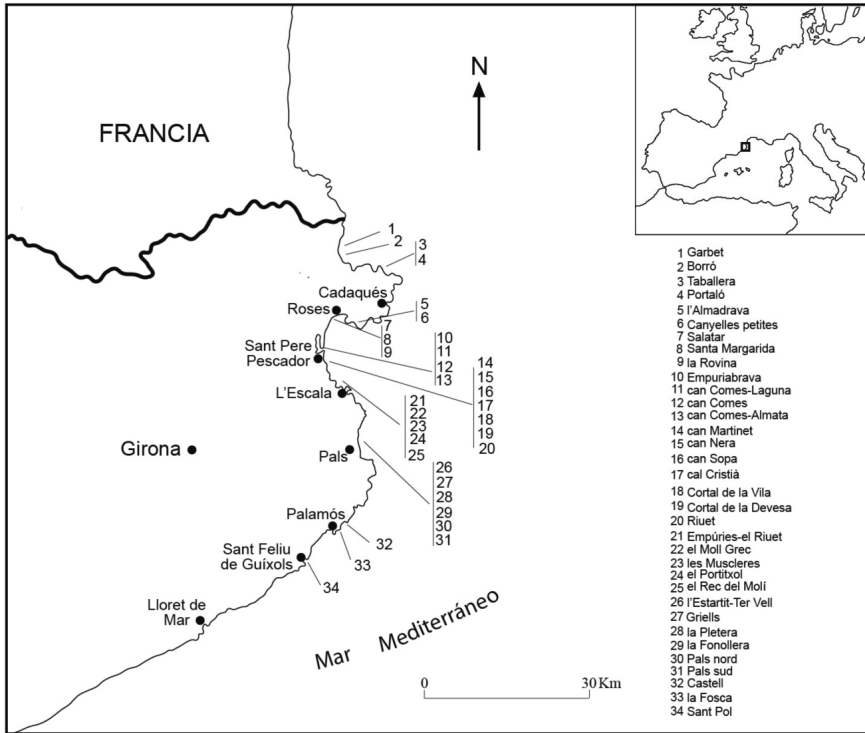 FRANCIA
N
1
2
3
4
Cadaqués
Roses
5
6
7
8
9
Sant Pere
Pescador
10
11
12
13
14
15
16
17
18
19
20
L'Escala
21
22
23
24
25
Girona
Pals
26
27
28
29
30
31
Palamós
32
33
Sant Feliu
de Guíxols
34
Lloret de
Mar
Mar Mediterráneo
0 30 Km
1 Garbet
2 Borró
3 Taballera
4 Portaló
5 l'Almadrava
6 Canyelles petites
7 Salatar
8 Santa Margarida
9 la Rovina
10 Empuriabrava
11 can Comes-Laguna
12 can Comes
13 can Comes-Almata
14 can Martinet
15 can Nera
16 can Sopa
17 cal Cristià
18 Cortal de la Vila
19 Cortal de la Devesa
20 Riuet
21 Empúries-el Riuet
22 el Moll Grec
23 les Muscleres
24 el Portitxol
25 el Rec del Molí
26 l'Estartit-Ter Vell
27 Griells
28 la Pletera
29 la Fonollera
30 Pals nord
31 Pals sud
32 Castell
33 la Fosca
34 Sant Pol